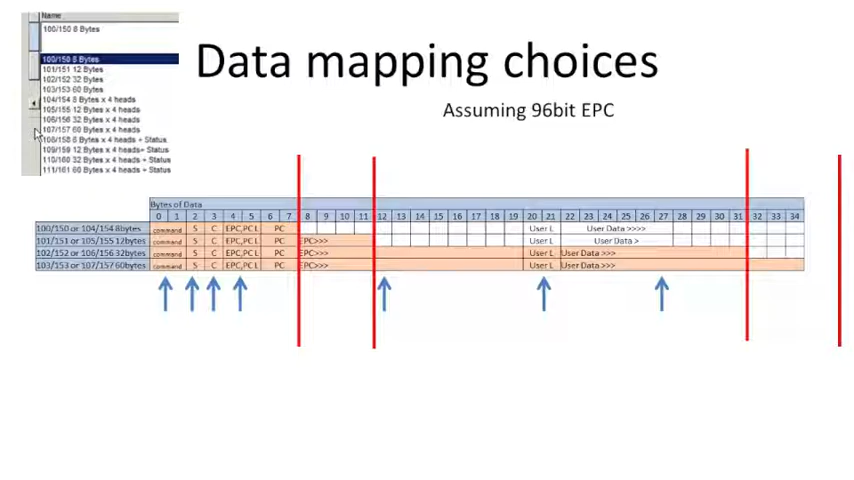 Name
100/150 8 Bytes
100/150 8 Bytes
101/151 12 Bytes
102/152 32 Bytes
103/153 60 Bytes
104/154 8 Bytes x 4 heads
105/155 12 Bytes x 4 heads
106/156 32 Bytes x 4 heads
107/157 60 Bytes x 4 heads
108/158 8 Bytes x 4 heads + Status
109/159 12 Bytes x 4 heads + Status
110/160 32 Bytes x 4 heads + Status
111/161 60 Bytes x 4 heads + Status
Data mapping choices
Assuming 96bit EPC
Bytes of Data
0 1 2 3 4 5 6 7 8 9 10 11 12 13 14 15 16 17 18 19 20 21 22 23 24 25 26 27 28 29 30 31 32 33 34
100/150 or 104/154 8bytes command S C EPC,PC L PC User L User Data >>>>
101/151 or 105/155 12bytes command S C EPC,PC L PC EPC>>> User L User Data >
102/152 or 106/156 32bytes command S C EPC,PC L PC EPC>>> User L User Data >>>
103/153 or 107/157 60bytes command S C EPC,PC L PC EPC>>> User L User Data >>>